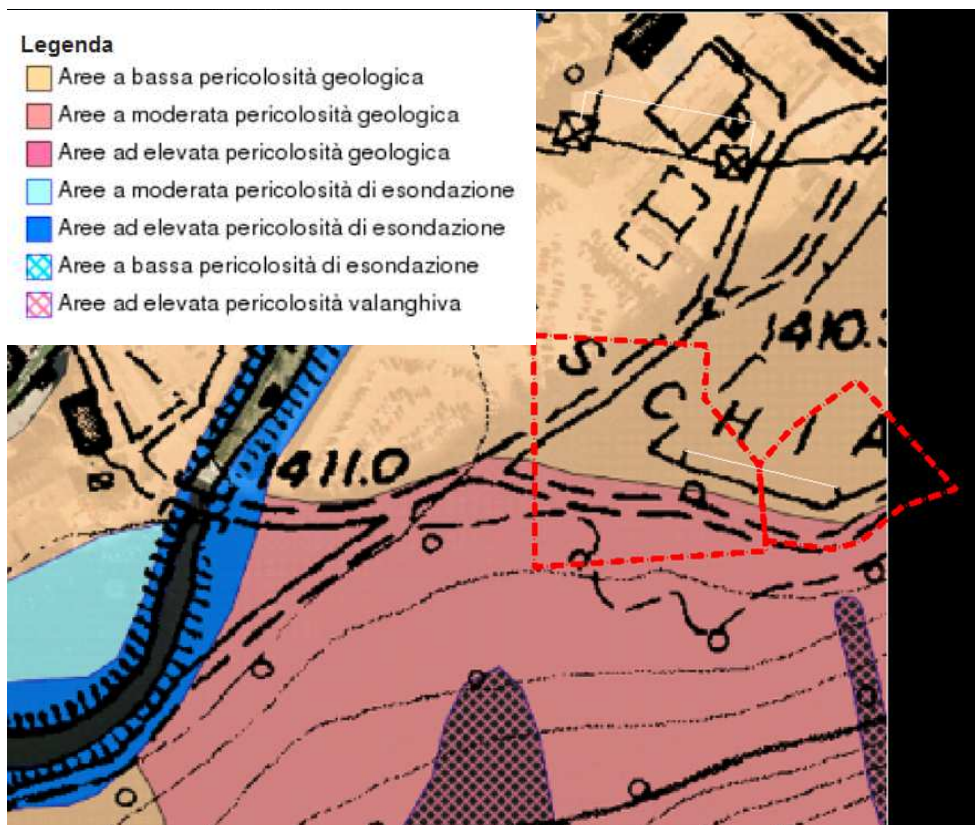 Legenda
Aree a bassa pericolosità geologica
Aree a moderata pericolosità geologica
Aree ad elevata pericolosità geologica
Aree a moderata pericolosità di esondazione
Aree ad elevata pericolosità di esondazione
Aree a bassa pericolosità di esondazione
Aree ad elevata pericolosità valanghiva
1410.
S C H I A
1411.0